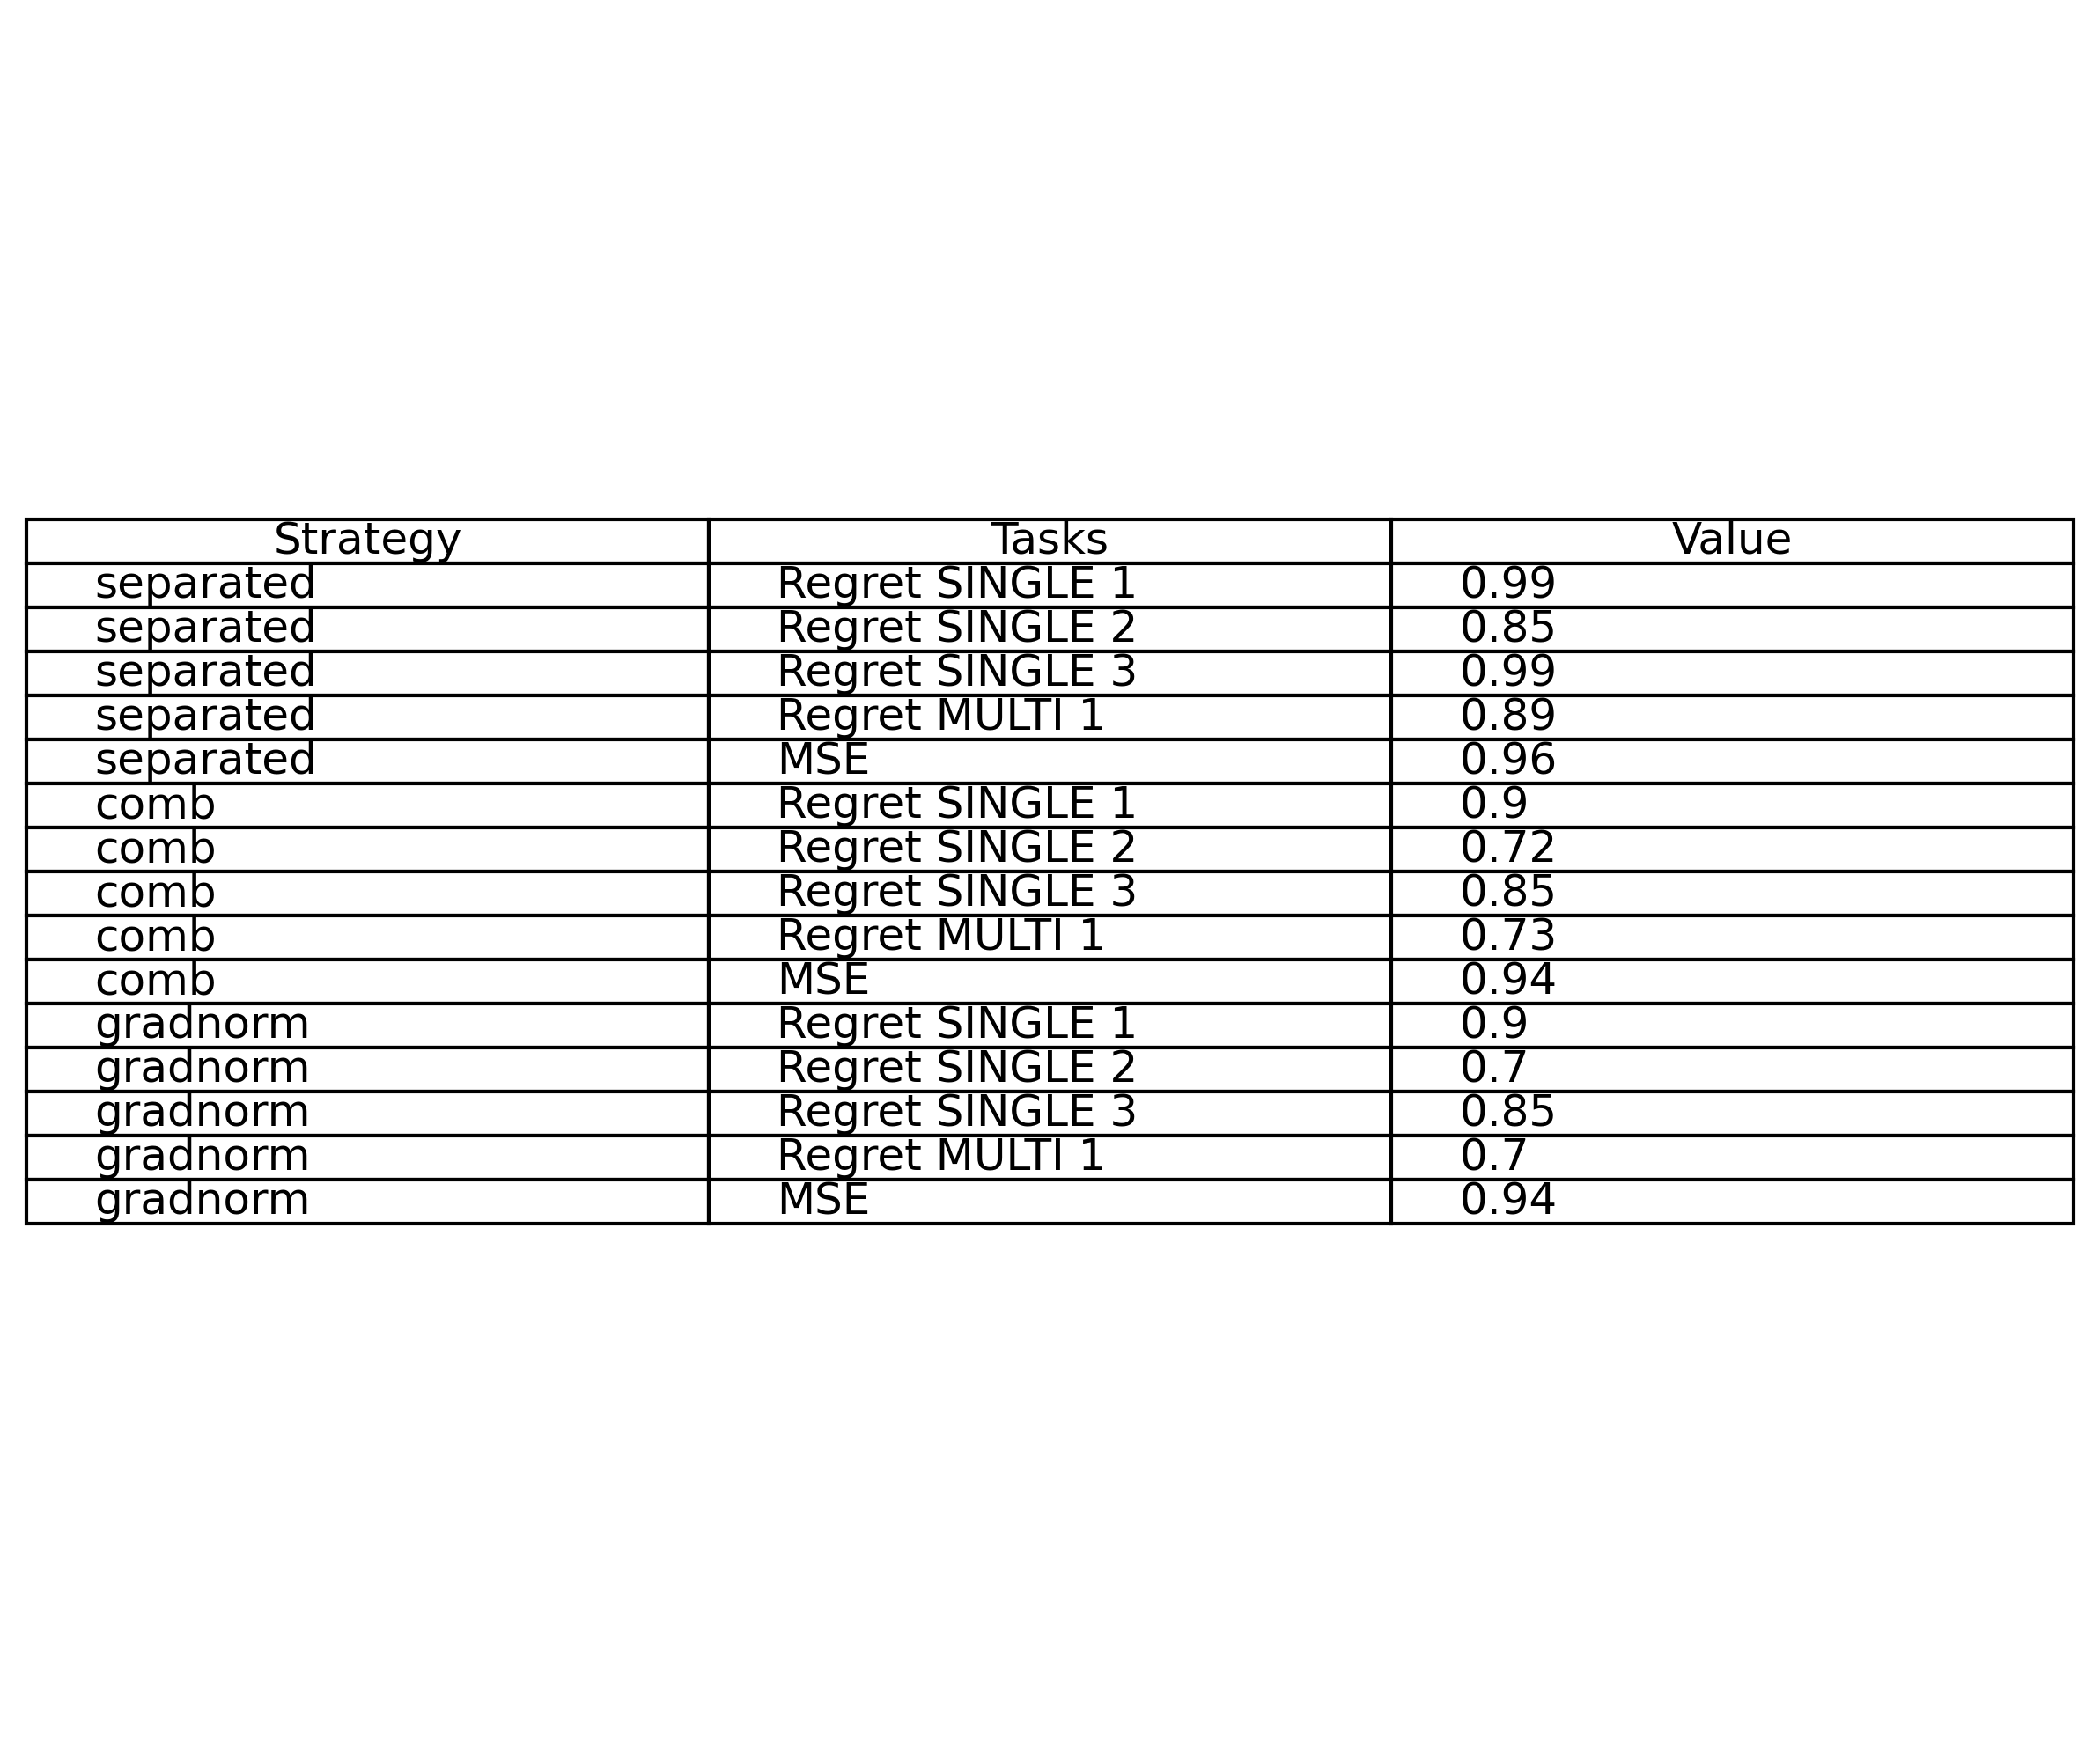 Strategy Tasks Value
separated Regret SINGLE 1 0.99
separated Regret SINGLE 2 0.85
separated Regret SINGLE 3 0.99
separated Regret MULTI 1 0.89
separated MSE 0.96
comb Regret SINGLE 1 0.9
comb Regret SINGLE 2 0.72
comb Regret SINGLE 3 0.85
comb Regret MULTI 1 0.73
comb MSE 0.94
gradnorm Regret SINGLE 1 0.9
gradnorm Regret SINGLE 2 0.7
gradnorm Regret SINGLE 3 0.85
gradnorm Regret MULTI 1 0.7
gradnorm MSE 0.94